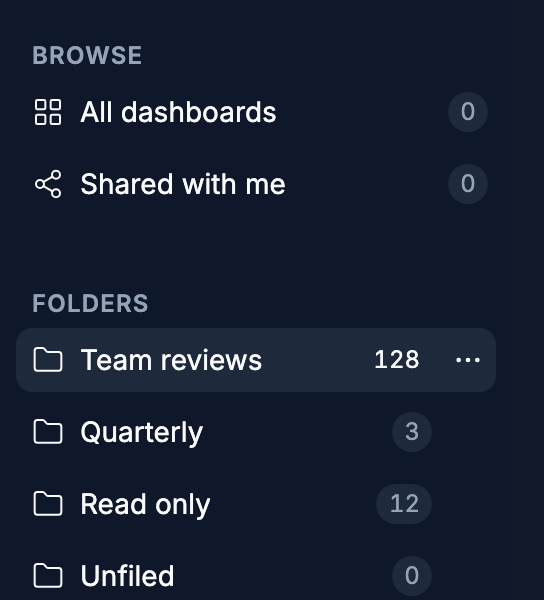 BROWSE
All dashboards 0
Shared with me 0
FOLDERS
Team reviews 128 ...
Quarterly 3
Read only 12
Unfiled 0